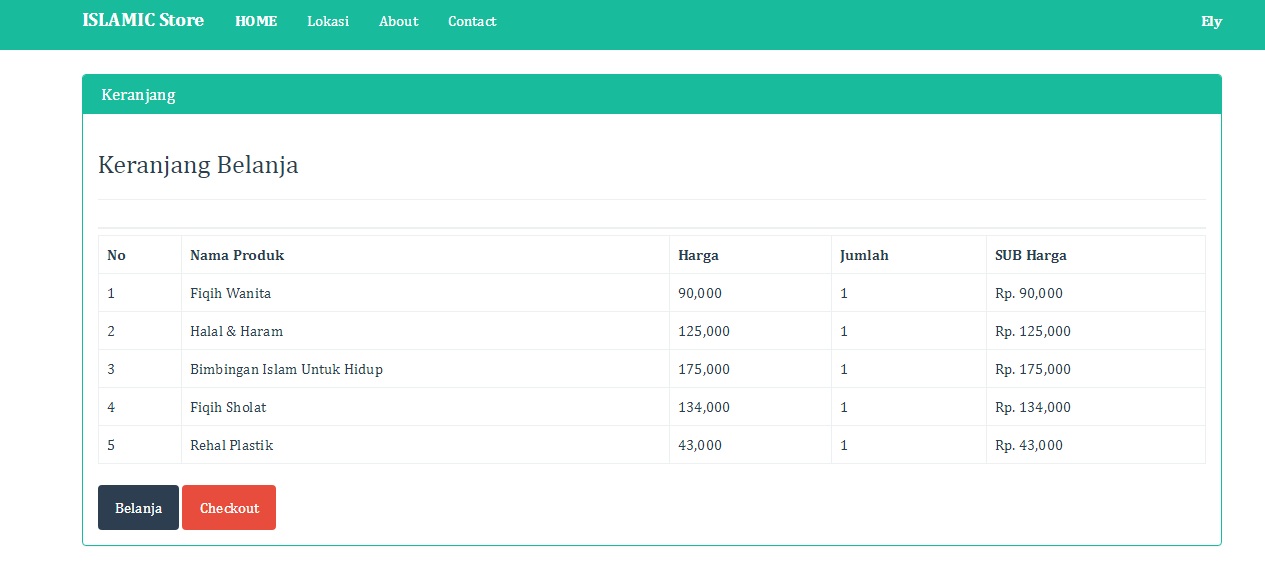 ISLAMIC Store HOME Lokasi About Contact Ely
Keranjang
Keranjang Belanja
No Nama Produk Harga Jumlah SUB Harga
1 Fiqih Wanita 90,000 1 Rp. 90,000
2 Halal & Haram 125,000 1 Rp. 125,000
3 Bimbingan Islam Untuk Hidup 175,000 1 Rp. 175,000
4 Fiqih Sholat 134,000 1 Rp. 134,000
5 Rehal Plastik 43,000 1 Rp. 43,000
Belanja Checkout